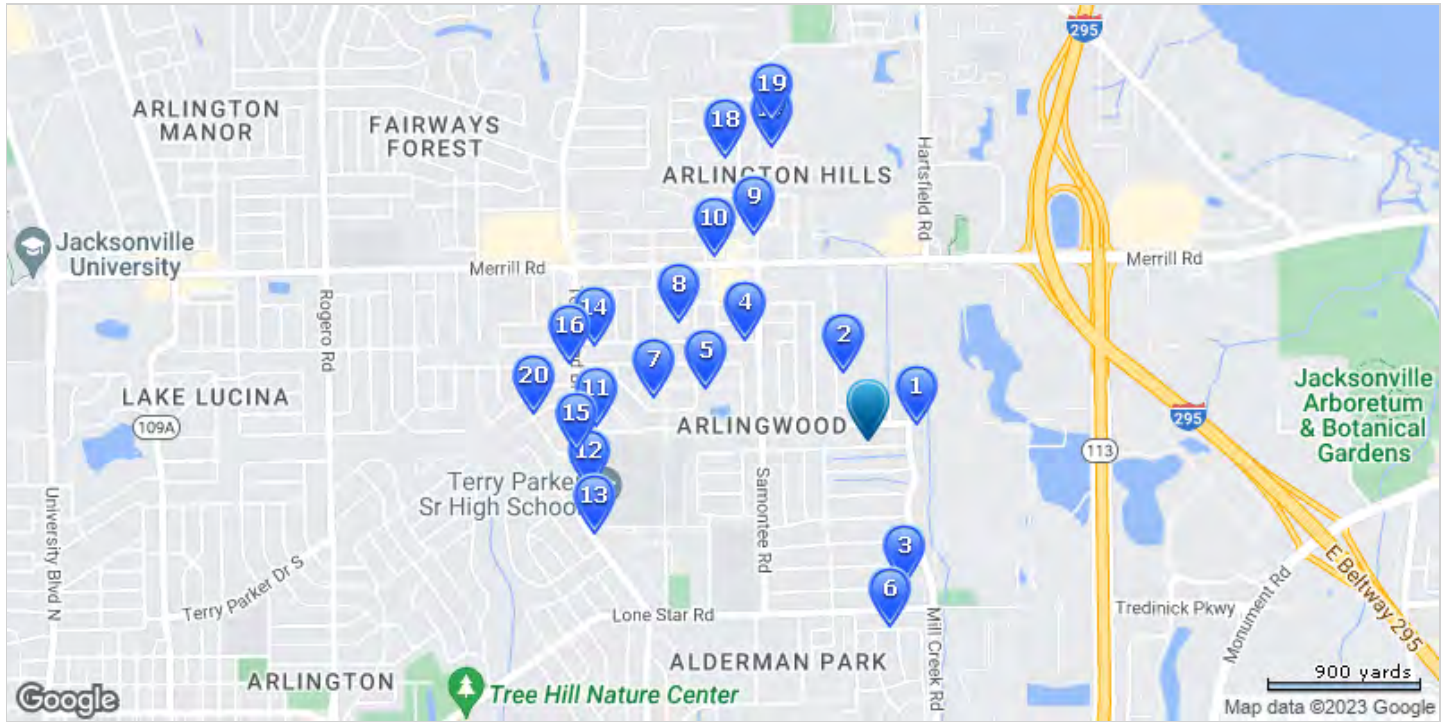 295
19
18
ARLINGTON
MANOR
FAIRWAYS
FOREST
ARLINGTON HILLS
Hartsfield Rd
9
10
Jacksonville
University
Merrill Rd
Merrill Rd
8
4
14
16
2
Rogero Rd
5
7
20
11
1
LAKE LUCINA
109A
15
ARLINGWOOD
295
Jacksonville
Arboretum
& Botanical
Gardens
12
113
Terry Parker
Sr High School
13
Samontee Rd
University Blvd N
3
E Beltway 295
6
Terry Parker Dr S
Lone Star Rd
Mill Creek Rd
Tredinick Pkwy
Monument Rd
ALDERMAN PARK
ARLINGTON
Tree Hill Nature Center
900 yards
Google
Map data ©2023 Google